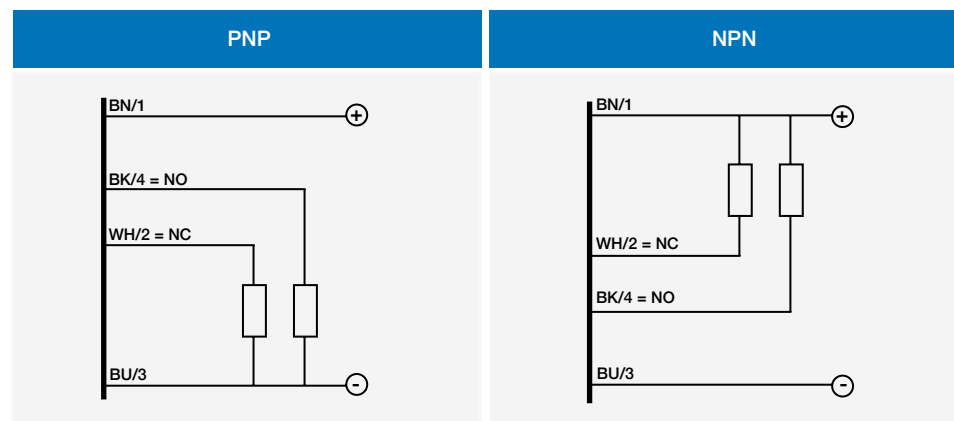 PNP
BN/1
+
BK/4 = NO
WH/2 = NC
BU/3
-
NPN
BN/1
+
WH/2 = NC
BK/4 = NO
BU/3
-